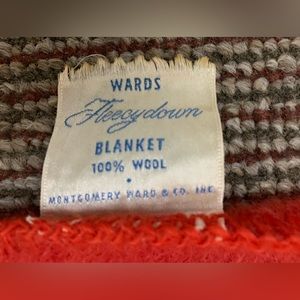 WARDS
Fleecydown
BLANKET
100% WOOL
•
MONTGOMERY WARD & CO. INC